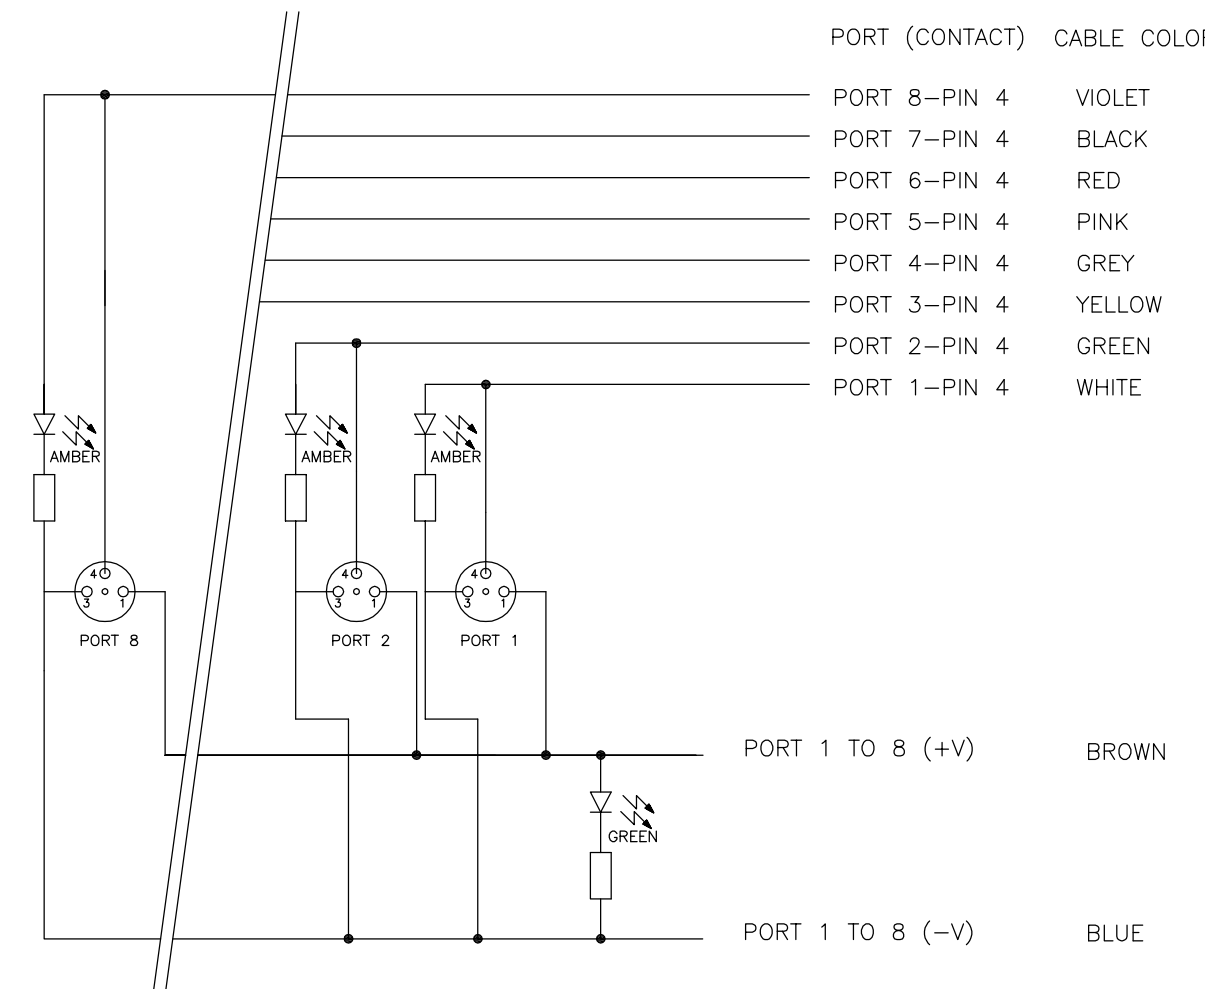 PORT (CONTACT) CABLE COLOR
PORT 8-PIN 4 VIOLET
PORT 7-PIN 4 BLACK
PORT 6-PIN 4 RED
PORT 5-PIN 4 PINK
PORT 4-PIN 4 GREY
PORT 3-PIN 4 YELLOW
PORT 2-PIN 4 GREEN
PORT 1-PIN 4 WHITE
AMBER AMBER AMBER
4 4 4
3 1 3 1 3 1
PORT 8 PORT 2 PORT 1
PORT 1 TO 8 (+V) BROWN
GREEN
PORT 1 TO 8 (-V) BLUE